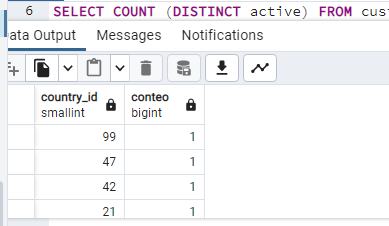 6 SELECT COUNT (DISTINCT active) FROM cus
ata Output Messages Notifications
country_id conteo
smallint bigint
99 1
47 1
42 1
21 1